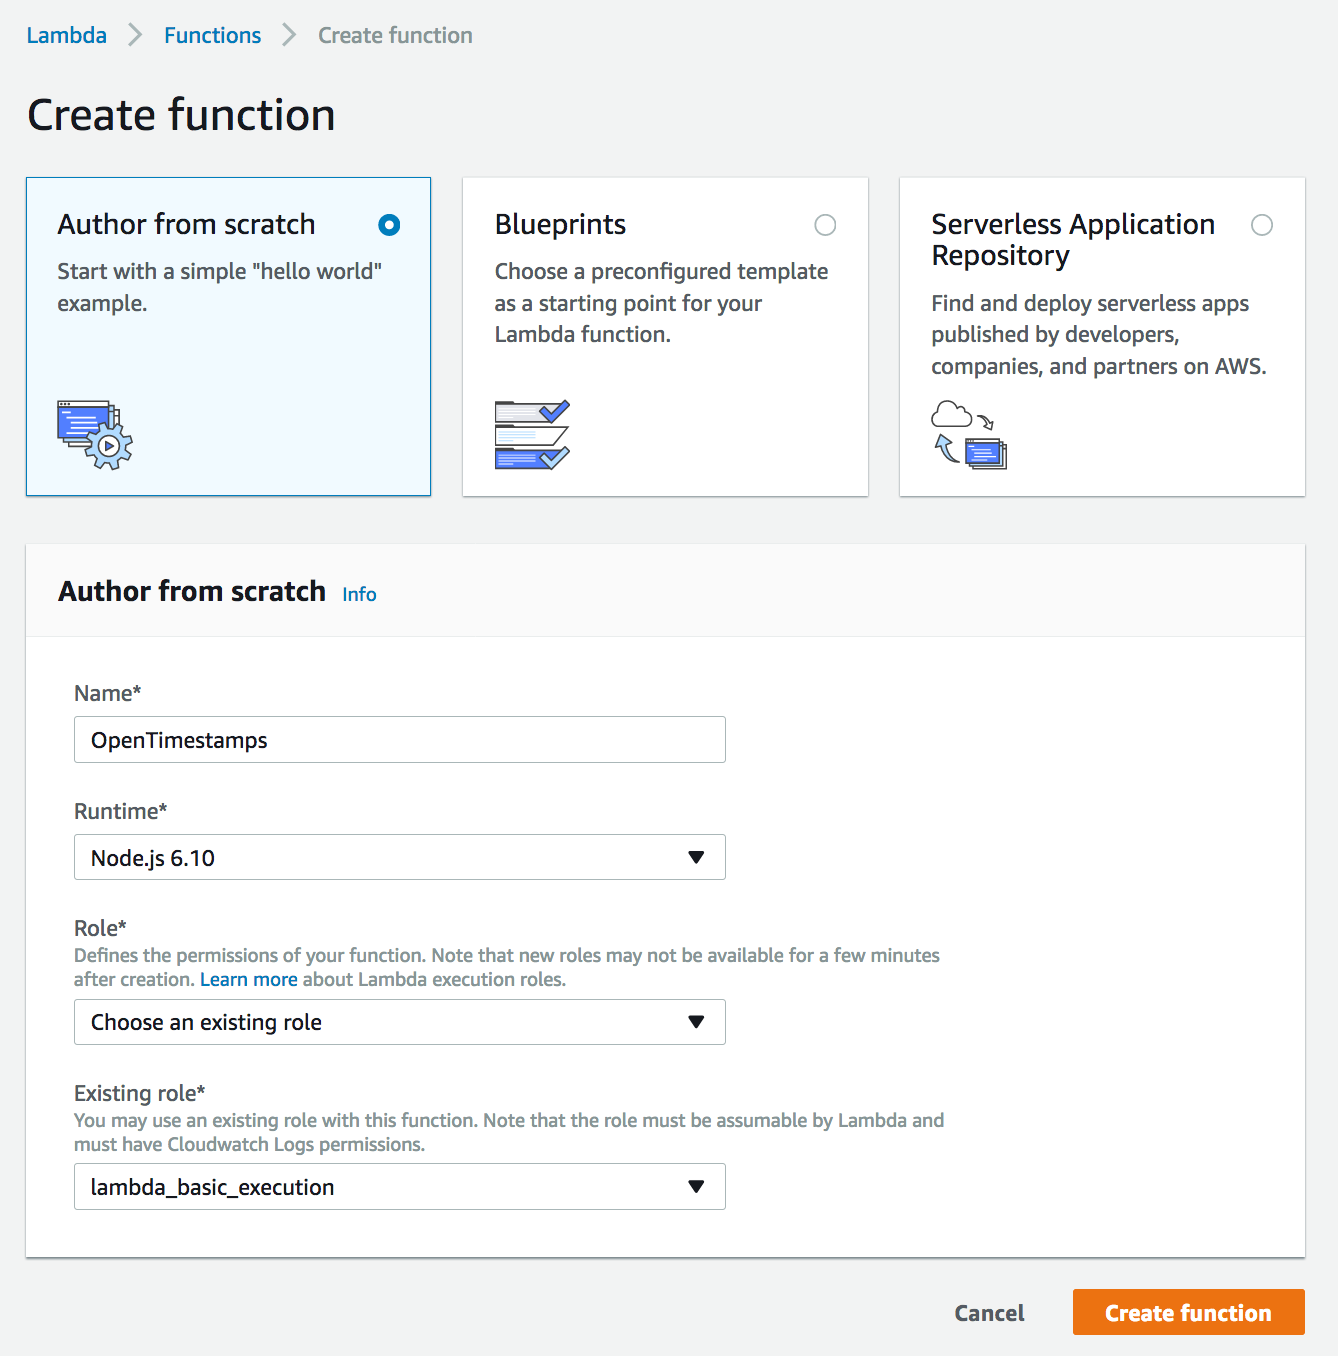 Lambda > Functions > Create function
Create function
Author from scratch
Start with a simple "hello world"
example.
Blueprints
Choose a preconfigured template
as a starting point for your
Lambda function.
Serverless Application
Repository
Find and deploy serverless apps
published by developers,
companies, and partners on AWS.
Author from scratch Info
Name*
OpenTimestamps
Runtime*
Node.js 6.10
Role*
Defines the permissions of your function. Note that new roles may not be available for a few minutes
after creation. Learn more about Lambda execution roles.
Choose an existing role
Existing role*
You may use an existing role with this function. Note that the role must be assumable by Lambda and
must have Cloudwatch Logs permissions.
lambda_basic_execution
Cancel
Create function